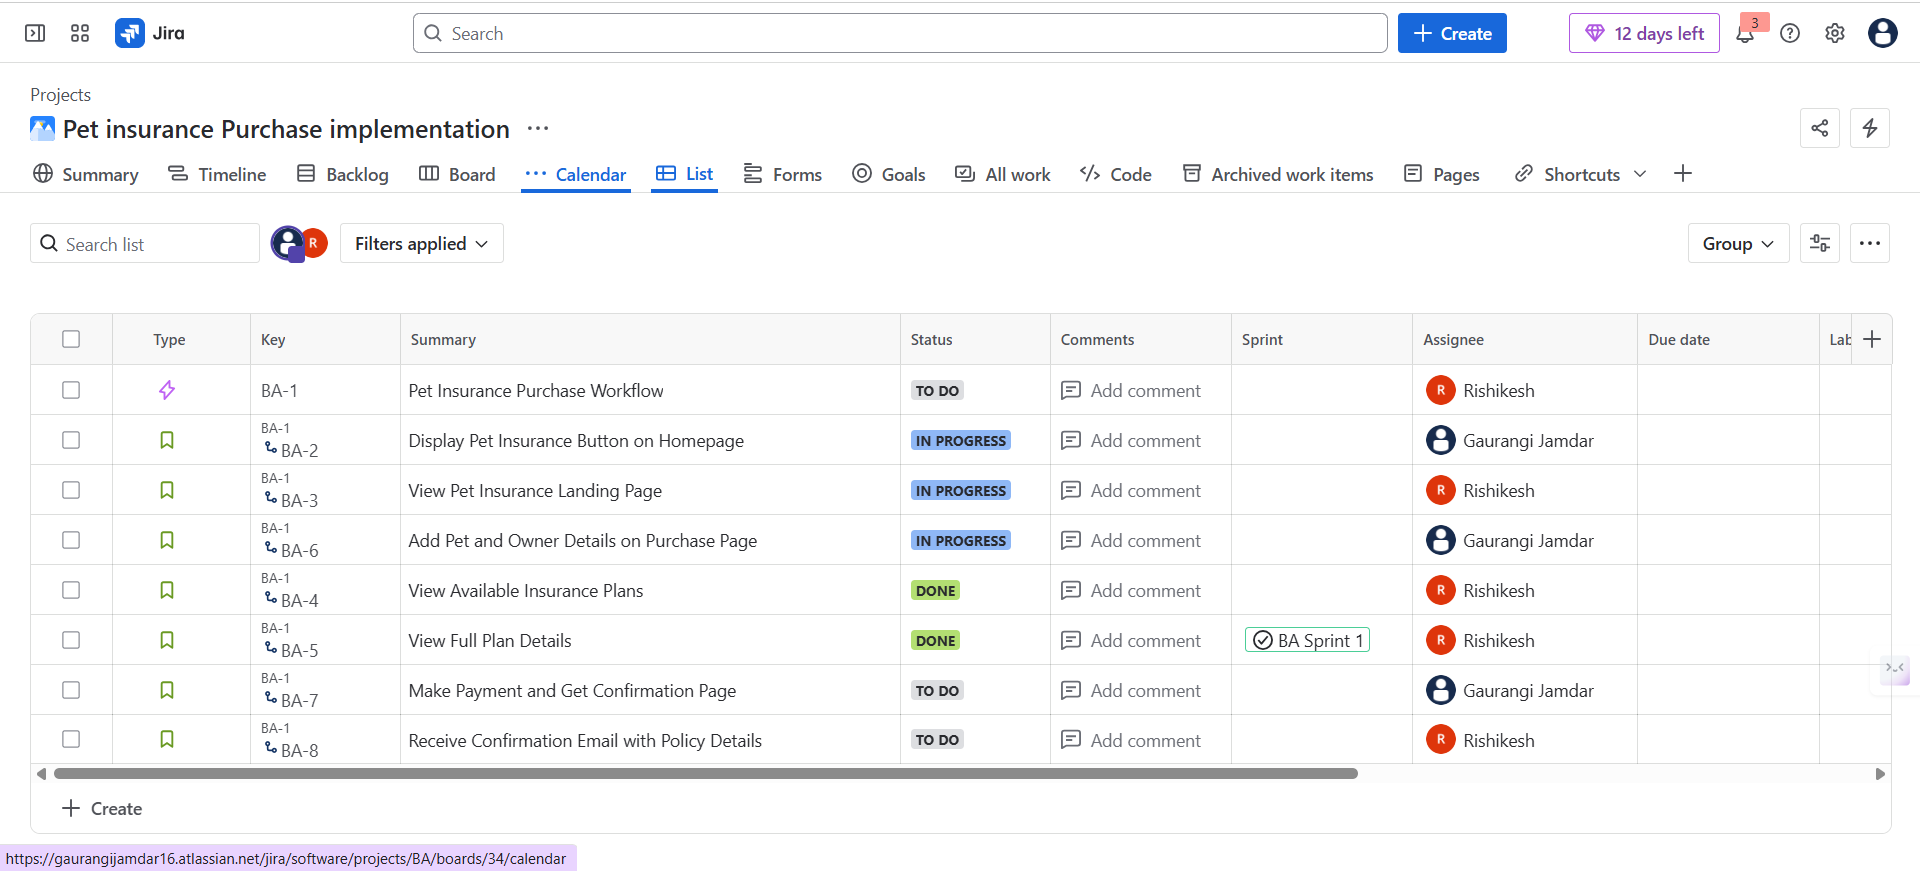 Jira
Search
Create
12 days left
3
Projects
Pet insurance Purchase implementation
Summary Timeline Backlog Board Calendar List Forms Goals All work Code Archived work items Pages Shortcuts
Search list
R
Filters applied
Group
Type Key Summary Status Comments Sprint Assignee Due date Lab
BA-1 Pet Insurance Purchase Workflow TO DO Add comment R Rishikesh
BA-1
BA-2 Display Pet Insurance Button on Homepage IN PROGRESS Add comment Gaurangi Jamdar
BA-1
BA-3 View Pet Insurance Landing Page IN PROGRESS Add comment R Rishikesh
BA-1
BA-6 Add Pet and Owner Details on Purchase Page IN PROGRESS Add comment Gaurangi Jamdar
BA-1
BA-4 View Available Insurance Plans DONE Add comment R Rishikesh
BA-1
BA-5 View Full Plan Details DONE Add comment BA Sprint 1 R Rishikesh
BA-1
BA-7 Make Payment and Get Confirmation Page TO DO Add comment Gaurangi Jamdar
BA-1
BA-8 Receive Confirmation Email with Policy Details TO DO Add comment R Rishikesh
Create
https://gaurangijamdar16.atlassian.net/jira/software/projects/BA/boards/34/calendar